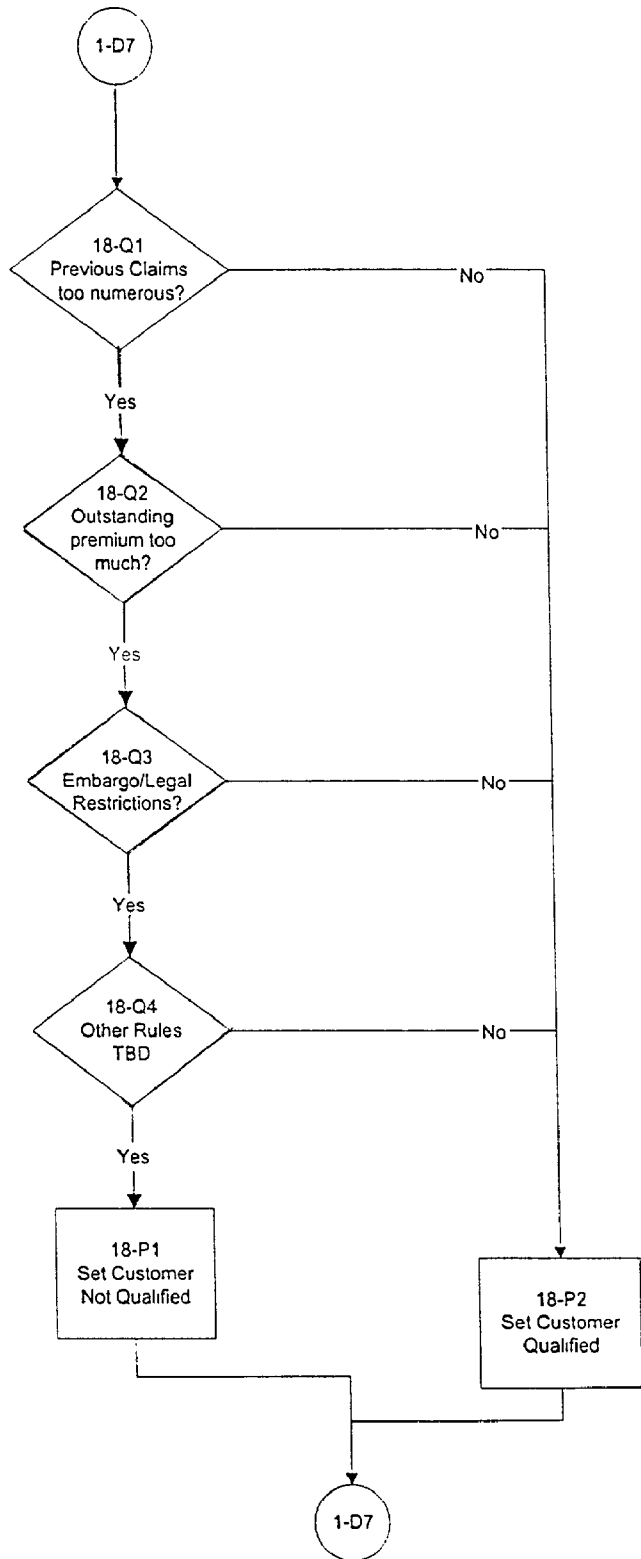 1-D7
18-Q1
Previous Claims
too numerous?
No
Yes
18-Q2
Outstanding
premium too
much?
No
Yes
18-Q3
Embargo/Legal
Restrictions?
No
Yes
18-Q4
Other Rules
TBD
No
Yes
18-P1
Set Customer
Not Qualified
18-P2
Set Customer
Qualified
1-D7